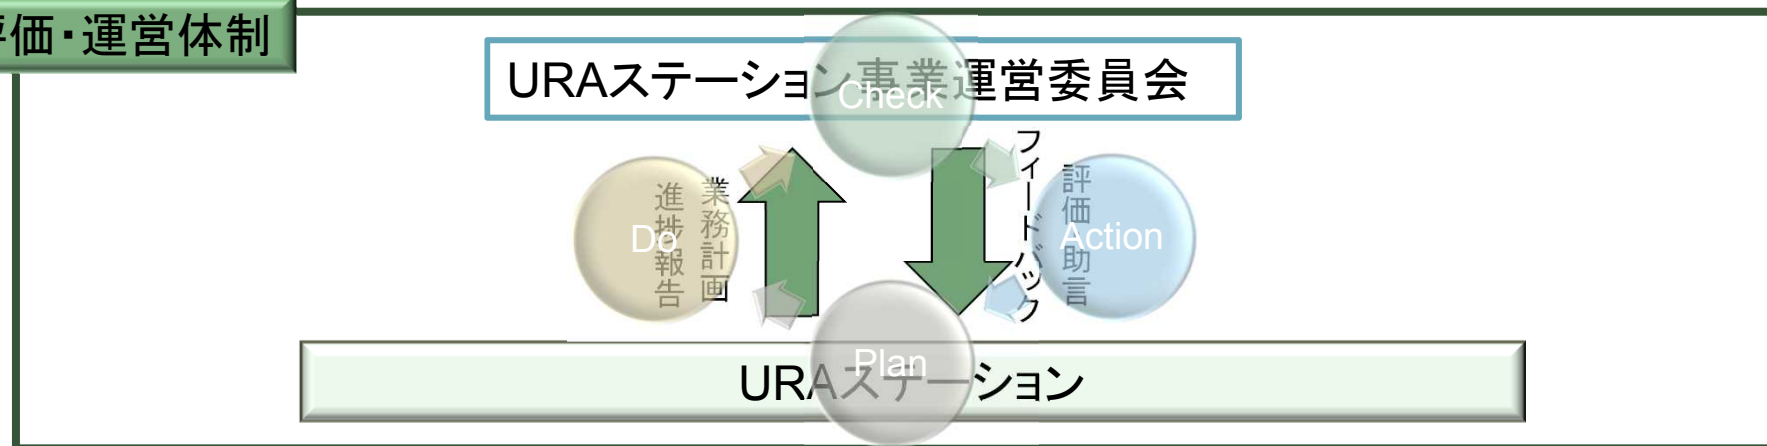 評価・運営体制
URAステーション事業運営委員会
Check
業務計画
進捗報告
Do
フィードバック
評価助言
Action
Plan
URAステーション